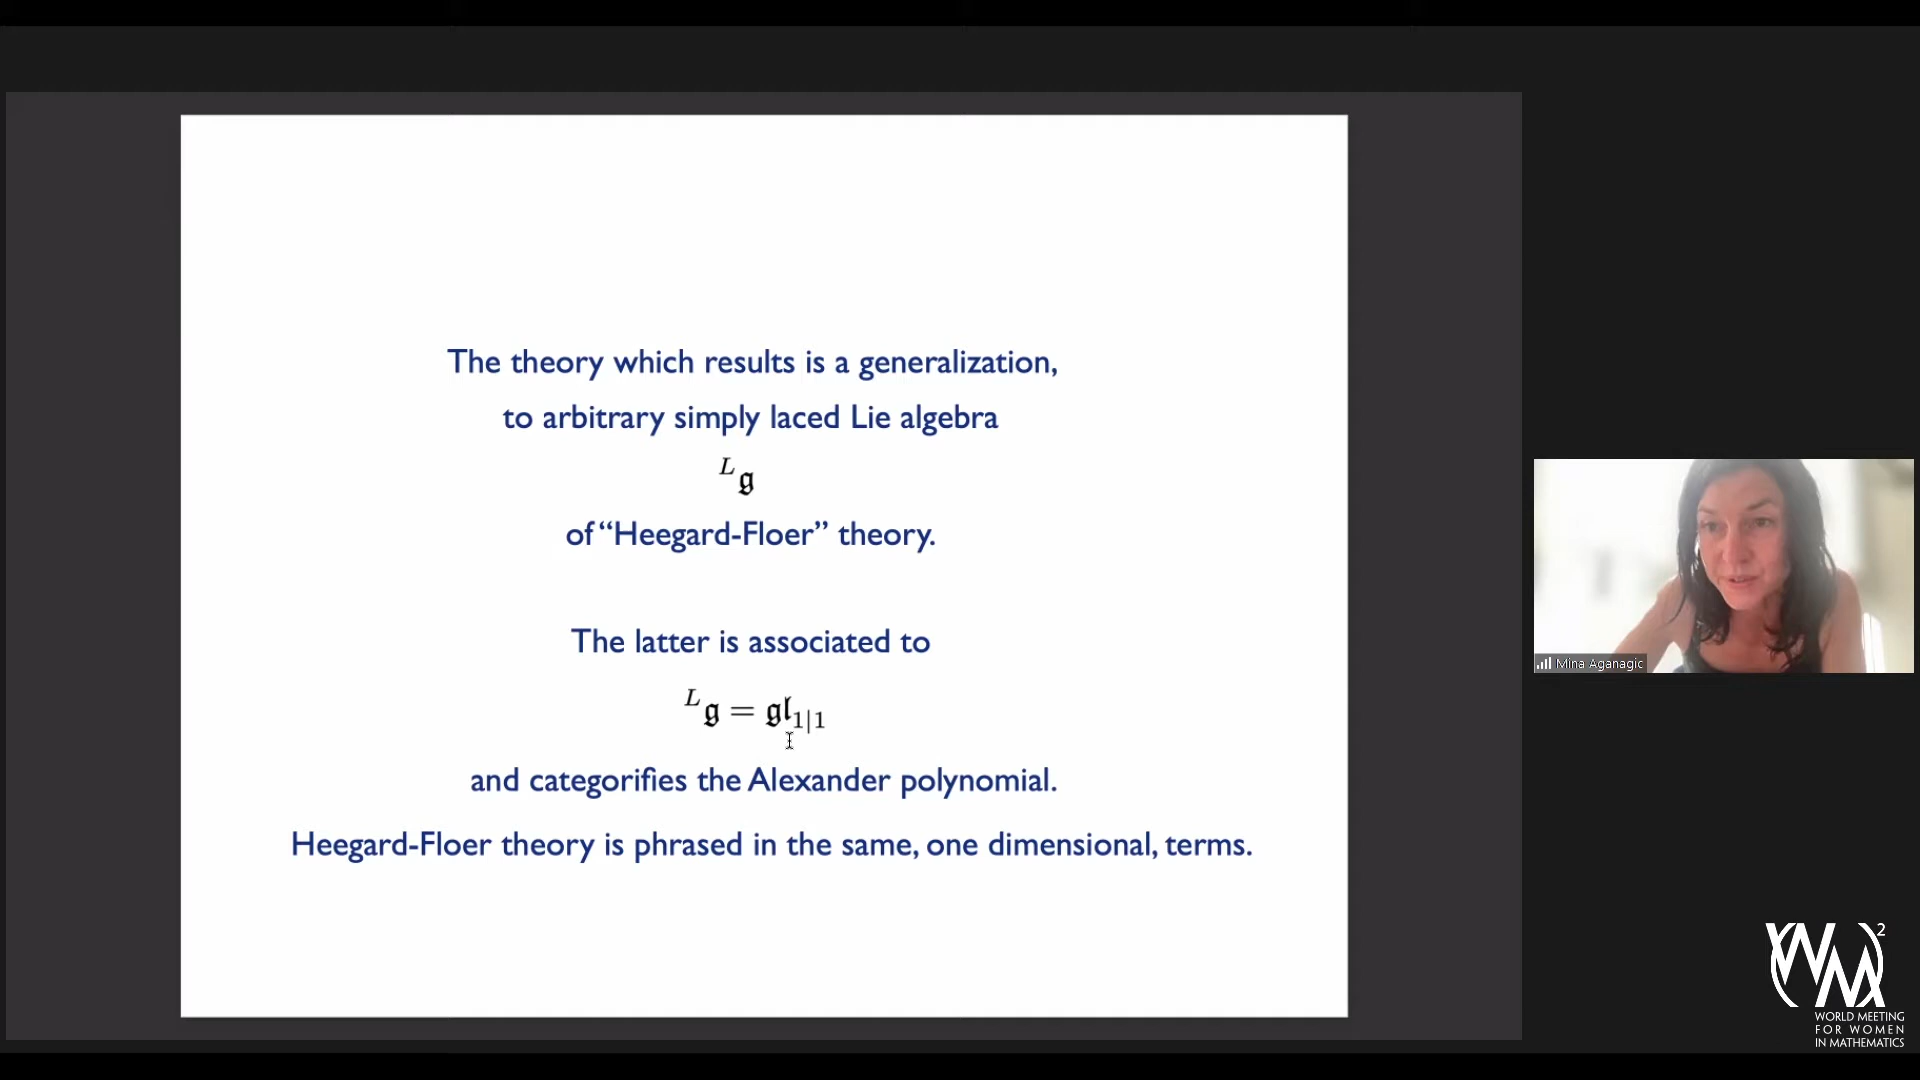 The theory which results is a generalization,
to arbitrary simply laced Lie algebra
ᴸ𝔤
of “Heegard-Floer” theory.
The latter is associated to
ᴸ𝔤 = 𝔤𝔩₁|₁
and categorifies the Alexander polynomial.
Heegard-Floer theory is phrased in the same, one dimensional, terms.
Mina Aganagic
(WM)²
WORLD MEETING
FOR WOMEN
IN MATHEMATICS